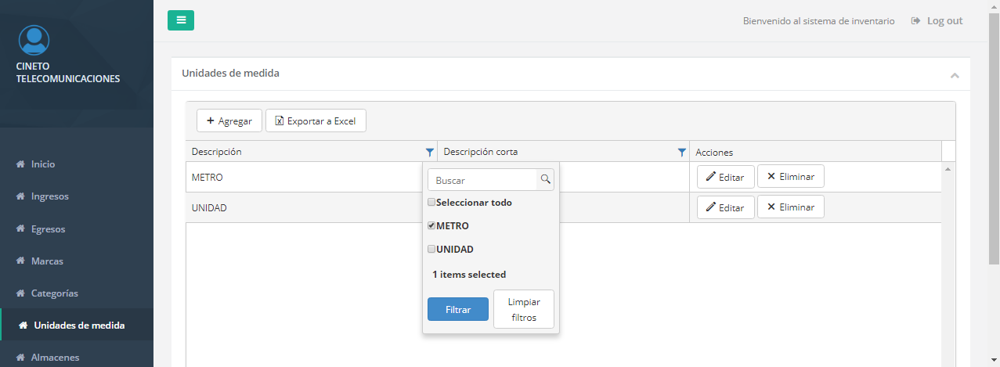 Bienvenido al sistema de inventario
Log out
CINETO
TELECOMUNICACIONES
Inicio
Ingresos
Egresos
Marcas
Categorías
Unidades de medida
Almacenes
Unidades de medida
+ Agregar
Exportar a Excel
Descripción
Descripción corta
Acciones
METRO
Editar
× Eliminar
UNIDAD
Editar
× Eliminar
Buscar
Seleccionar todo
METRO
UNIDAD
1 items selected
Filtrar
Limpiar
filtros